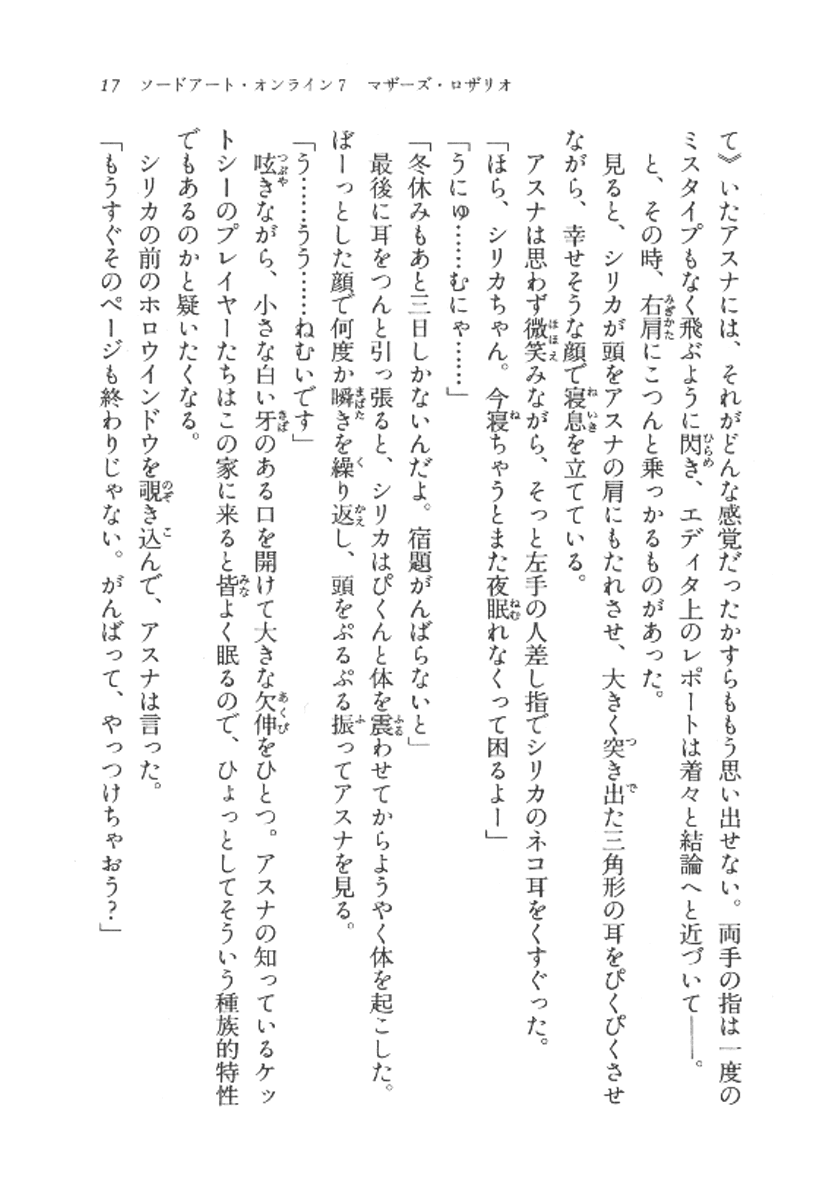 17 ソードアート・オンライン7 マザーズ・ロザリオ
て》いたアスナには、それがどんな感覚だったかすらももう思い出せない。両手の指は一度の
ミスタイプもなく飛ぶように閃き、エディタ上のレポートは着々と結論へと近づいて――。
と、その時、右肩にこつんと乗っかるものがあった。
見ると、シリカが頭をアスナの肩にもたれさせ、大きく突き出た三角形の耳をぴくぴくさせ
ながら、幸せそうな顔で寝息を立てている。
アスナは思わず微笑みながら、そっと左手の人差し指でシリカのネコ耳をくすぐった。
「ほら、シリカちゃん。今寝ちゃうとまた夜眠れなくって困るよー」
「うにゅ……むにゃ……」
「冬休みもあと三日しかないんだよ。宿題がんばらないと」
最後に耳をつんと引っ張ると、シリカはぴくんと体を震わせてからようやく体を起こした。
ぼーっとした顔で何度か瞬きを繰り返し、頭をぷるぷる振ってアスナを見る。
「う……うう……ねむいです」
呟きながら、小さな白い牙のある口を開けて大きな欠伸をひとつ。アスナの知っているケッ
トシーのプレイヤーたちはこの家に来ると皆よく眠るので、ひょっとしてそういう種族的特性
でもあるのかと疑いたくなる。
シリカの前のホロウインドウを覗き込んで、アスナは言った。
「もうすぐそのページも終わりじゃない。がんばって、やっつけちゃおう？」